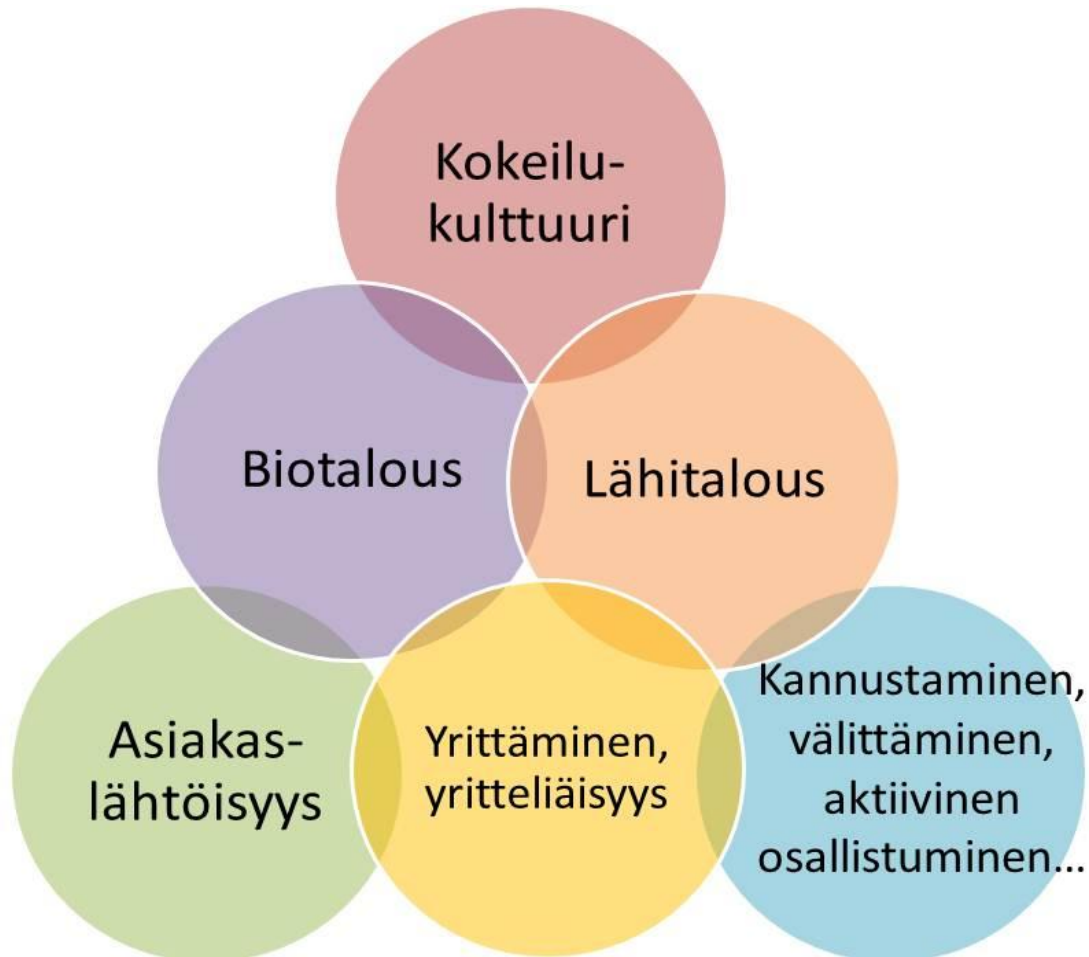 Kokeilu-
kulttuuri
Biotalous
Lähitalous
Asiakas-
lähtöisyys
Yrittäminen,
yritteliäisyys
Kannustaminen,
välittäminen,
aktiivinen
osallistuminen...